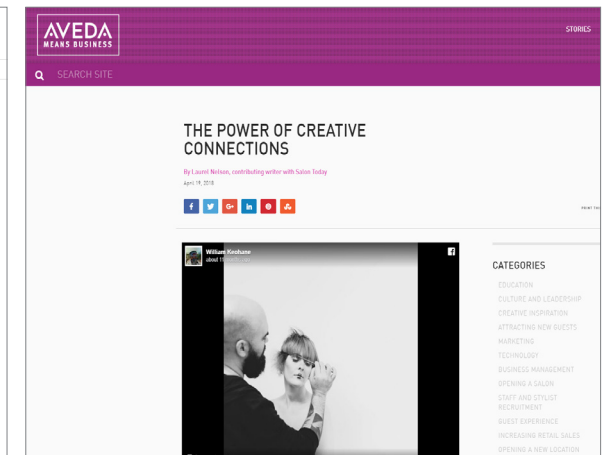 AVEDA
MEANS BUSINESS
STORIES
SEARCH SITE
THE POWER OF CREATIVE
CONNECTIONS
By Laurel Nelson, contributing writer with Salon Today
April 19, 2018
William Keohane
about 11
CATEGORIES
EDUCATION
CULTURE AND LEADERSHIP
CREATIVE INSPIRATION
ATTRACTING NEW GUESTS
MARKETING
TECHNOLOGY
BUSINESS MANAGEMENT
OPENING A SALON
STAFF AND STYLIST
RECRUITMENT
GUEST EXPERIENCE
INCREASING RETAIL SALES
OPENING A NEW LOCATION